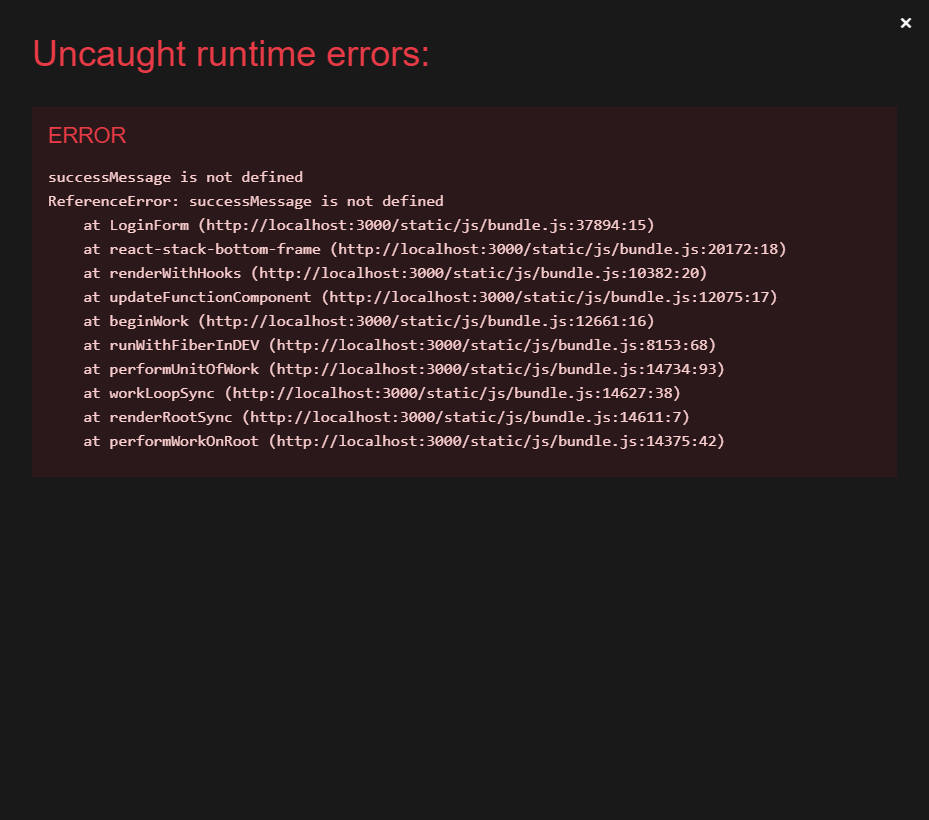 ×
Uncaught runtime errors:
ERROR
successMessage is not defined
ReferenceError: successMessage is not defined
    at LoginForm (http://localhost:3000/static/js/bundle.js:37894:15)
    at react-stack-bottom-frame (http://localhost:3000/static/js/bundle.js:20172:18)
    at renderWithHooks (http://localhost:3000/static/js/bundle.js:10382:20)
    at updateFunctionComponent (http://localhost:3000/static/js/bundle.js:12075:17)
    at beginWork (http://localhost:3000/static/js/bundle.js:12661:16)
    at runWithFiberInDEV (http://localhost:3000/static/js/bundle.js:8153:68)
    at performUnitOfWork (http://localhost:3000/static/js/bundle.js:14734:93)
    at workLoopSync (http://localhost:3000/static/js/bundle.js:14627:38)
    at renderRootSync (http://localhost:3000/static/js/bundle.js:14611:7)
    at performWorkOnRoot (http://localhost:3000/static/js/bundle.js:14375:42)